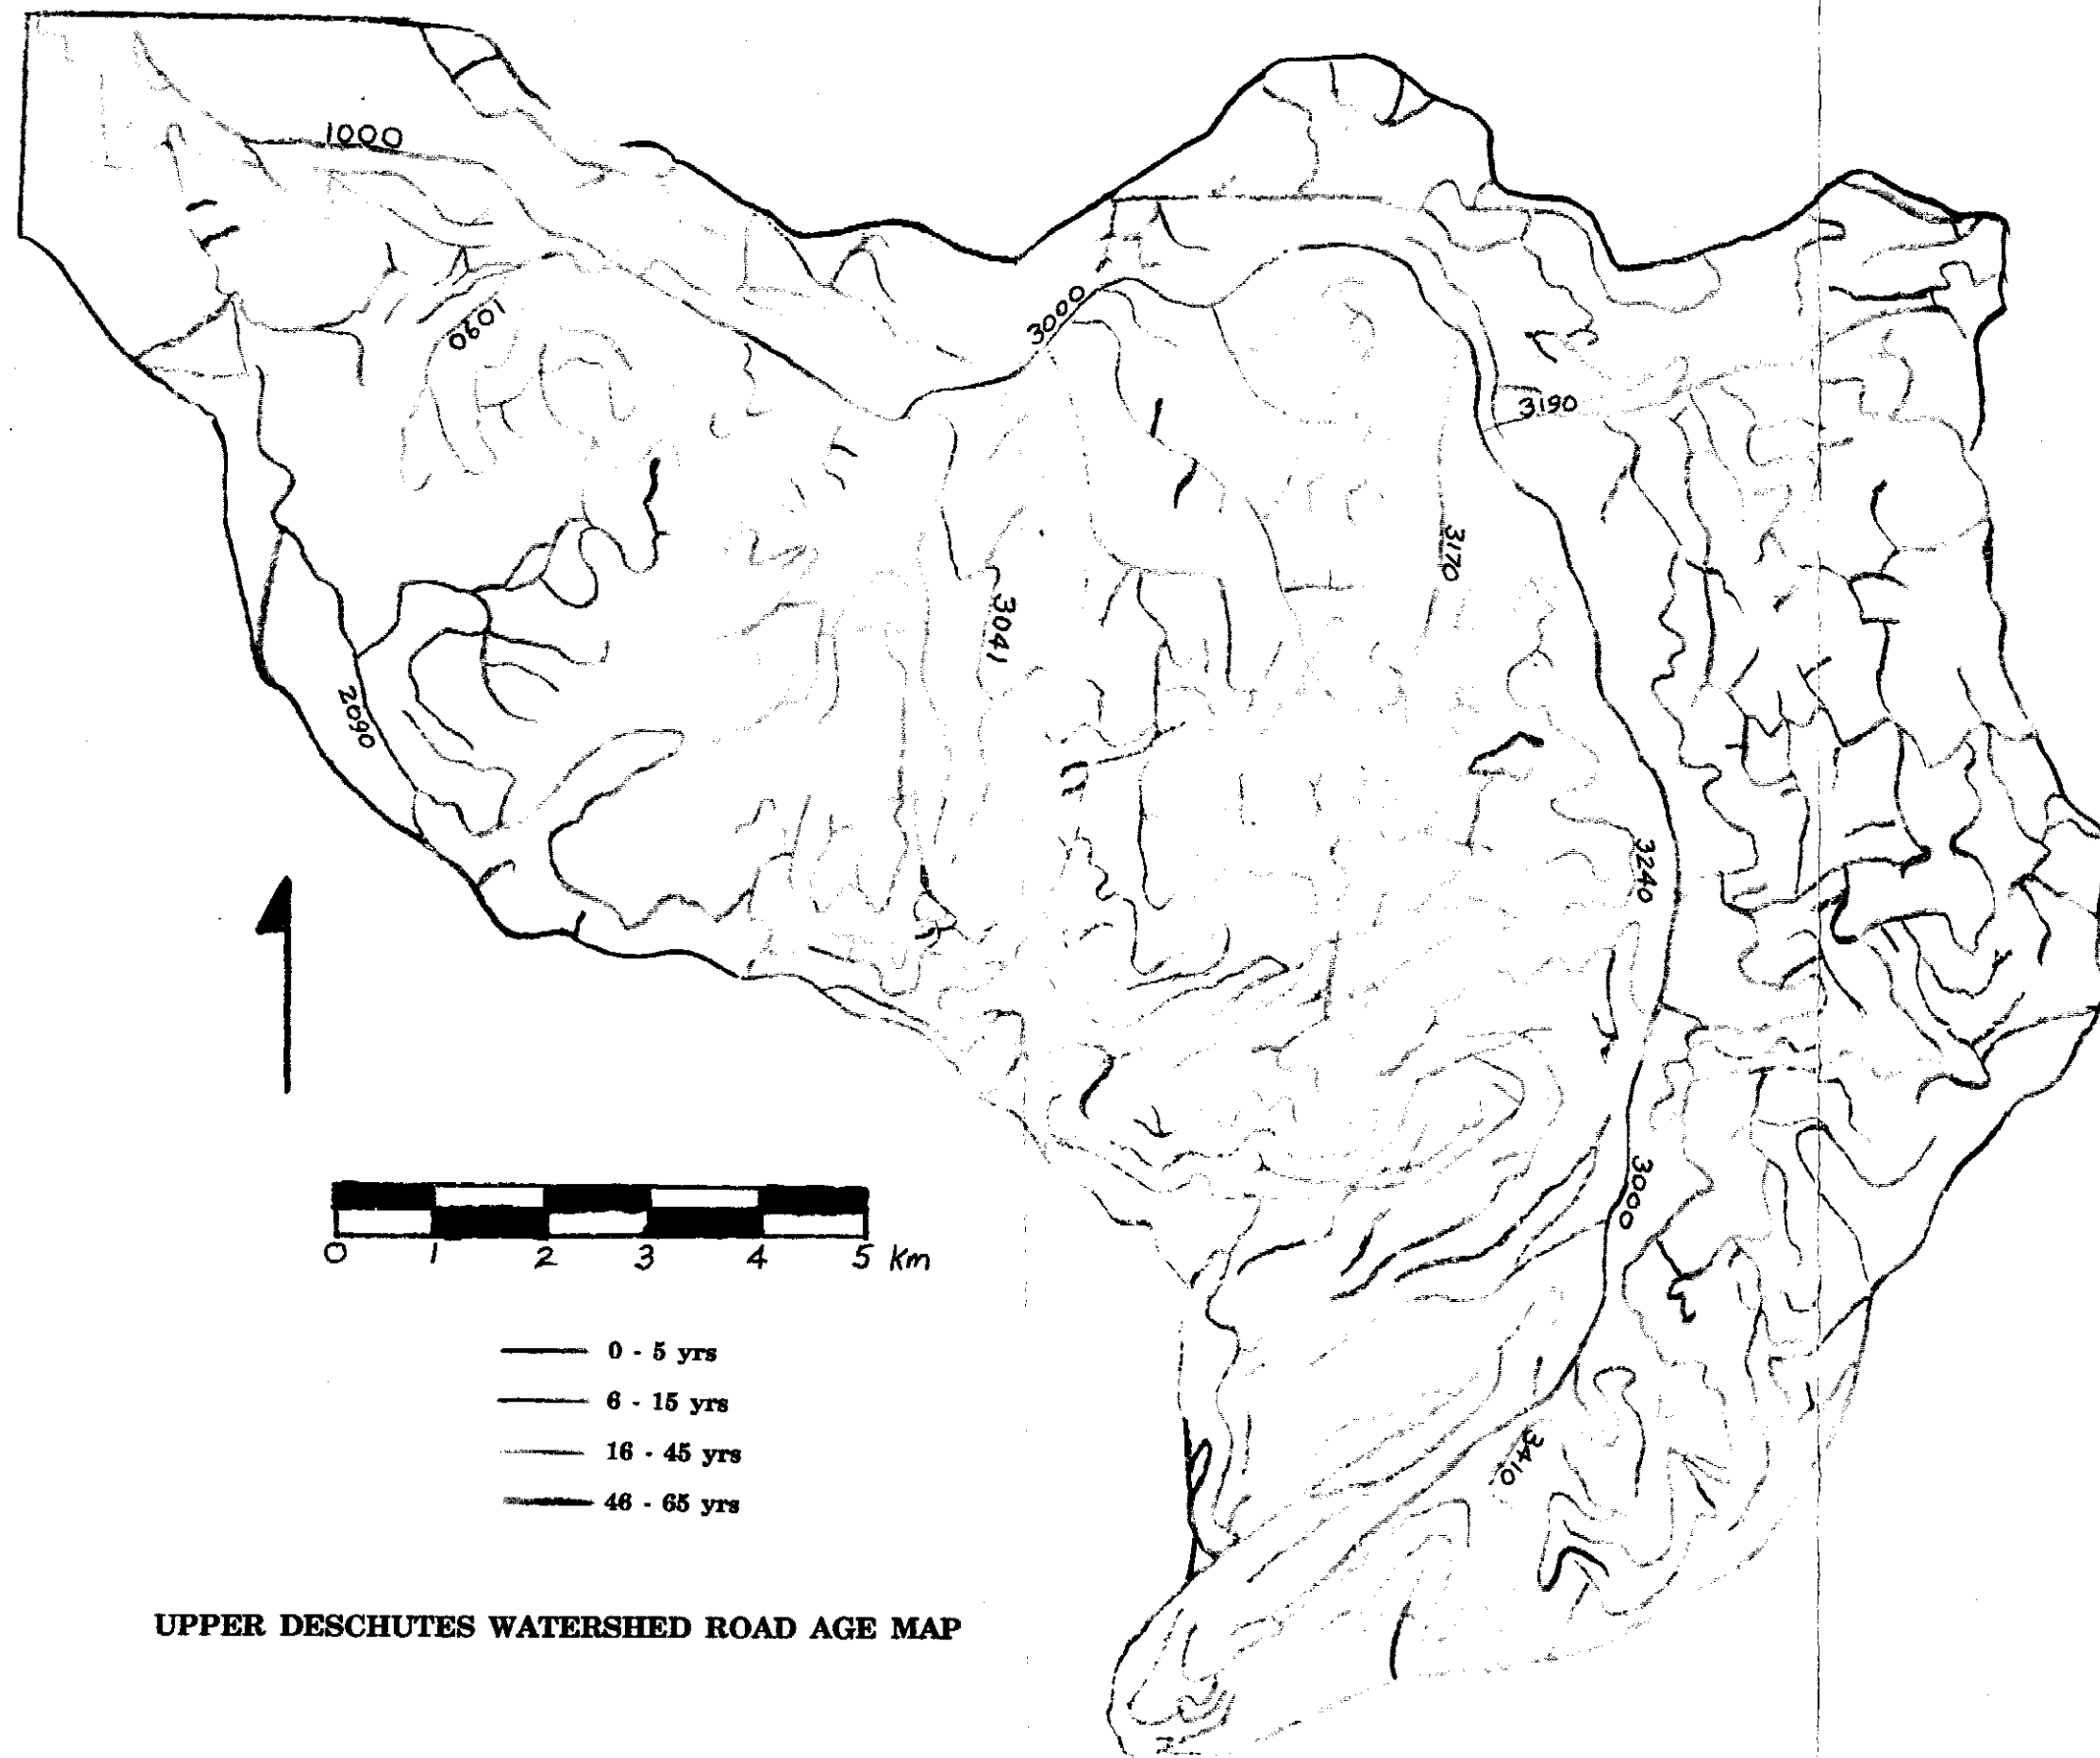 1000
1090
3000
3190
3170
3041
2090
3240
3000
3410
0 1 2 3 4 5 km
0 - 5 yrs
6 - 15 yrs
16 - 45 yrs
46 - 65 yrs
UPPER DESCHUTES WATERSHED ROAD AGE MAP